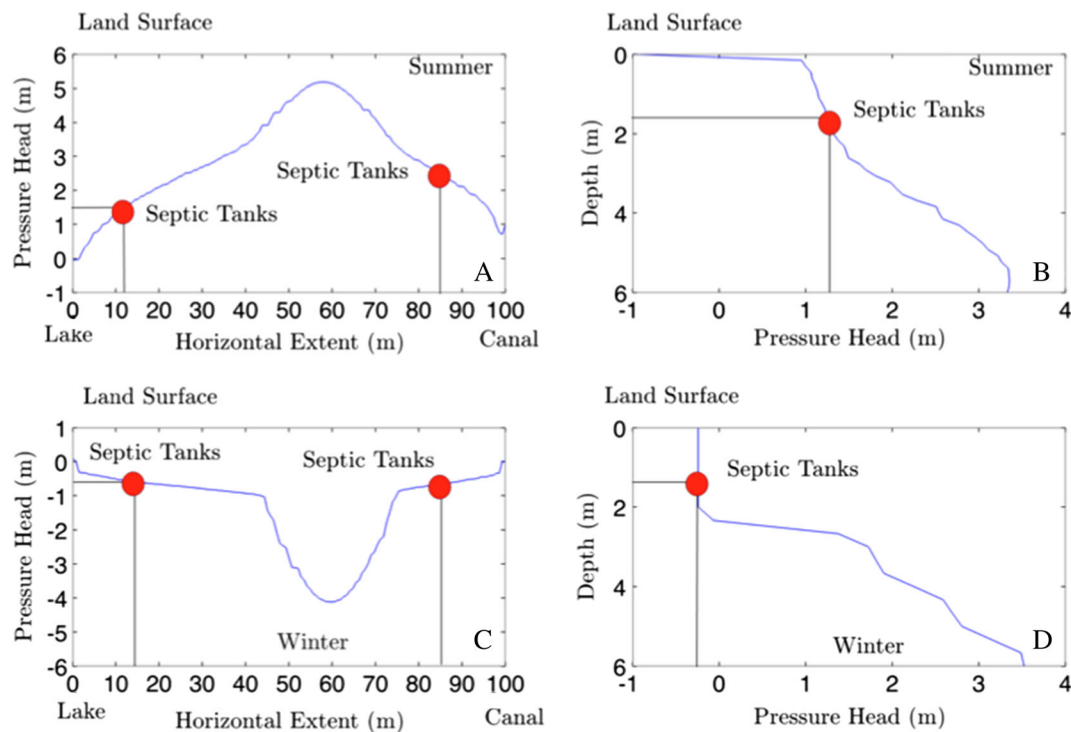 Land Surface
6
5
4
3
2
1
0
-1
Pressure Head (m)
Summer
Septic Tanks
Septic Tanks
A
0 10 20 30 40 50 60 70 80 90 100
Lake
Horizontal Extent (m)
Canal
Land Surface
0
2
4
6
Depth (m)
Summer
Septic Tanks
B
-1 0 1 2 3 4
Pressure Head (m)
Land Surface
1
0
-1
-2
-3
-4
-5
-6
Pressure Head (m)
Septic Tanks
Septic Tanks
Winter
C
0 10 20 30 40 50 60 70 80 90 100
Lake
Horizontal Extent (m)
Canal
Land Surface
0
2
4
6
Depth (m)
Septic Tanks
Winter
D
-1 0 1 2 3 4
Pressure Head (m)